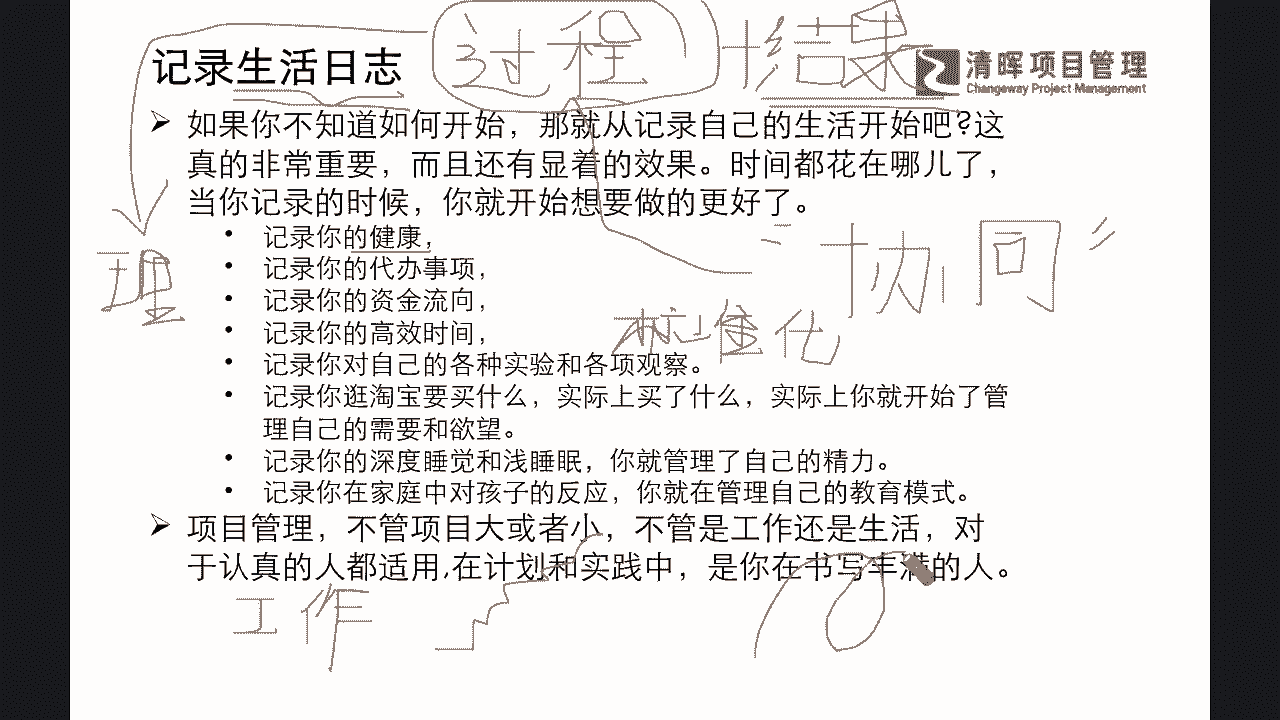 过程+结果
记录生活日志
清晖项目管理
Changeway Project Management
➢ 如果你不知道如何开始，那就从记录自己的生活开始吧?这
真的非常重要，而且还有显着的效果。时间都花在哪儿了，
当你记录的时候，你就开始想要做的更好了。
• 记录你的健康，
“协同”
理
• 记录你的代办事项，
• 记录你的资金流向，
• 记录你的高效时间，
标准化
• 记录你对自己的各种实验和各项观察。
• 记录你逛淘宝要买什么，实际上买了什么，实际上你就开始了管
理自己的需要和欲望。
• 记录你的深度睡觉和浅睡眠，你就管理了自己的精力。
• 记录你在家庭中对孩子的反应，你就在管理自己的教育模式。
➢ 项目管理，不管项目大或者小，不管是工作还是生活，对
于认真的人都适用,在计划和实践中，是你在书写丰满的人。
工作